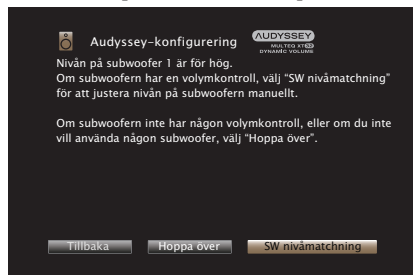 Audyssey-konfigurering
AUDYSSEY
MULTEQ XT32
DYNAMIC VOLUME
Nivån på subwoofer 1 är för hög.
Om subwoofern har en volymkontroll, välj ”SW nivåmatchning”
för att justera nivån på subwoofern manuellt.
Om subwoofern inte har någon volymkontroll, eller om du inte
vill använda någon subwoofer, välj ”Hoppa över”.
Tillbaka
Hoppa över
SW nivåmatchning